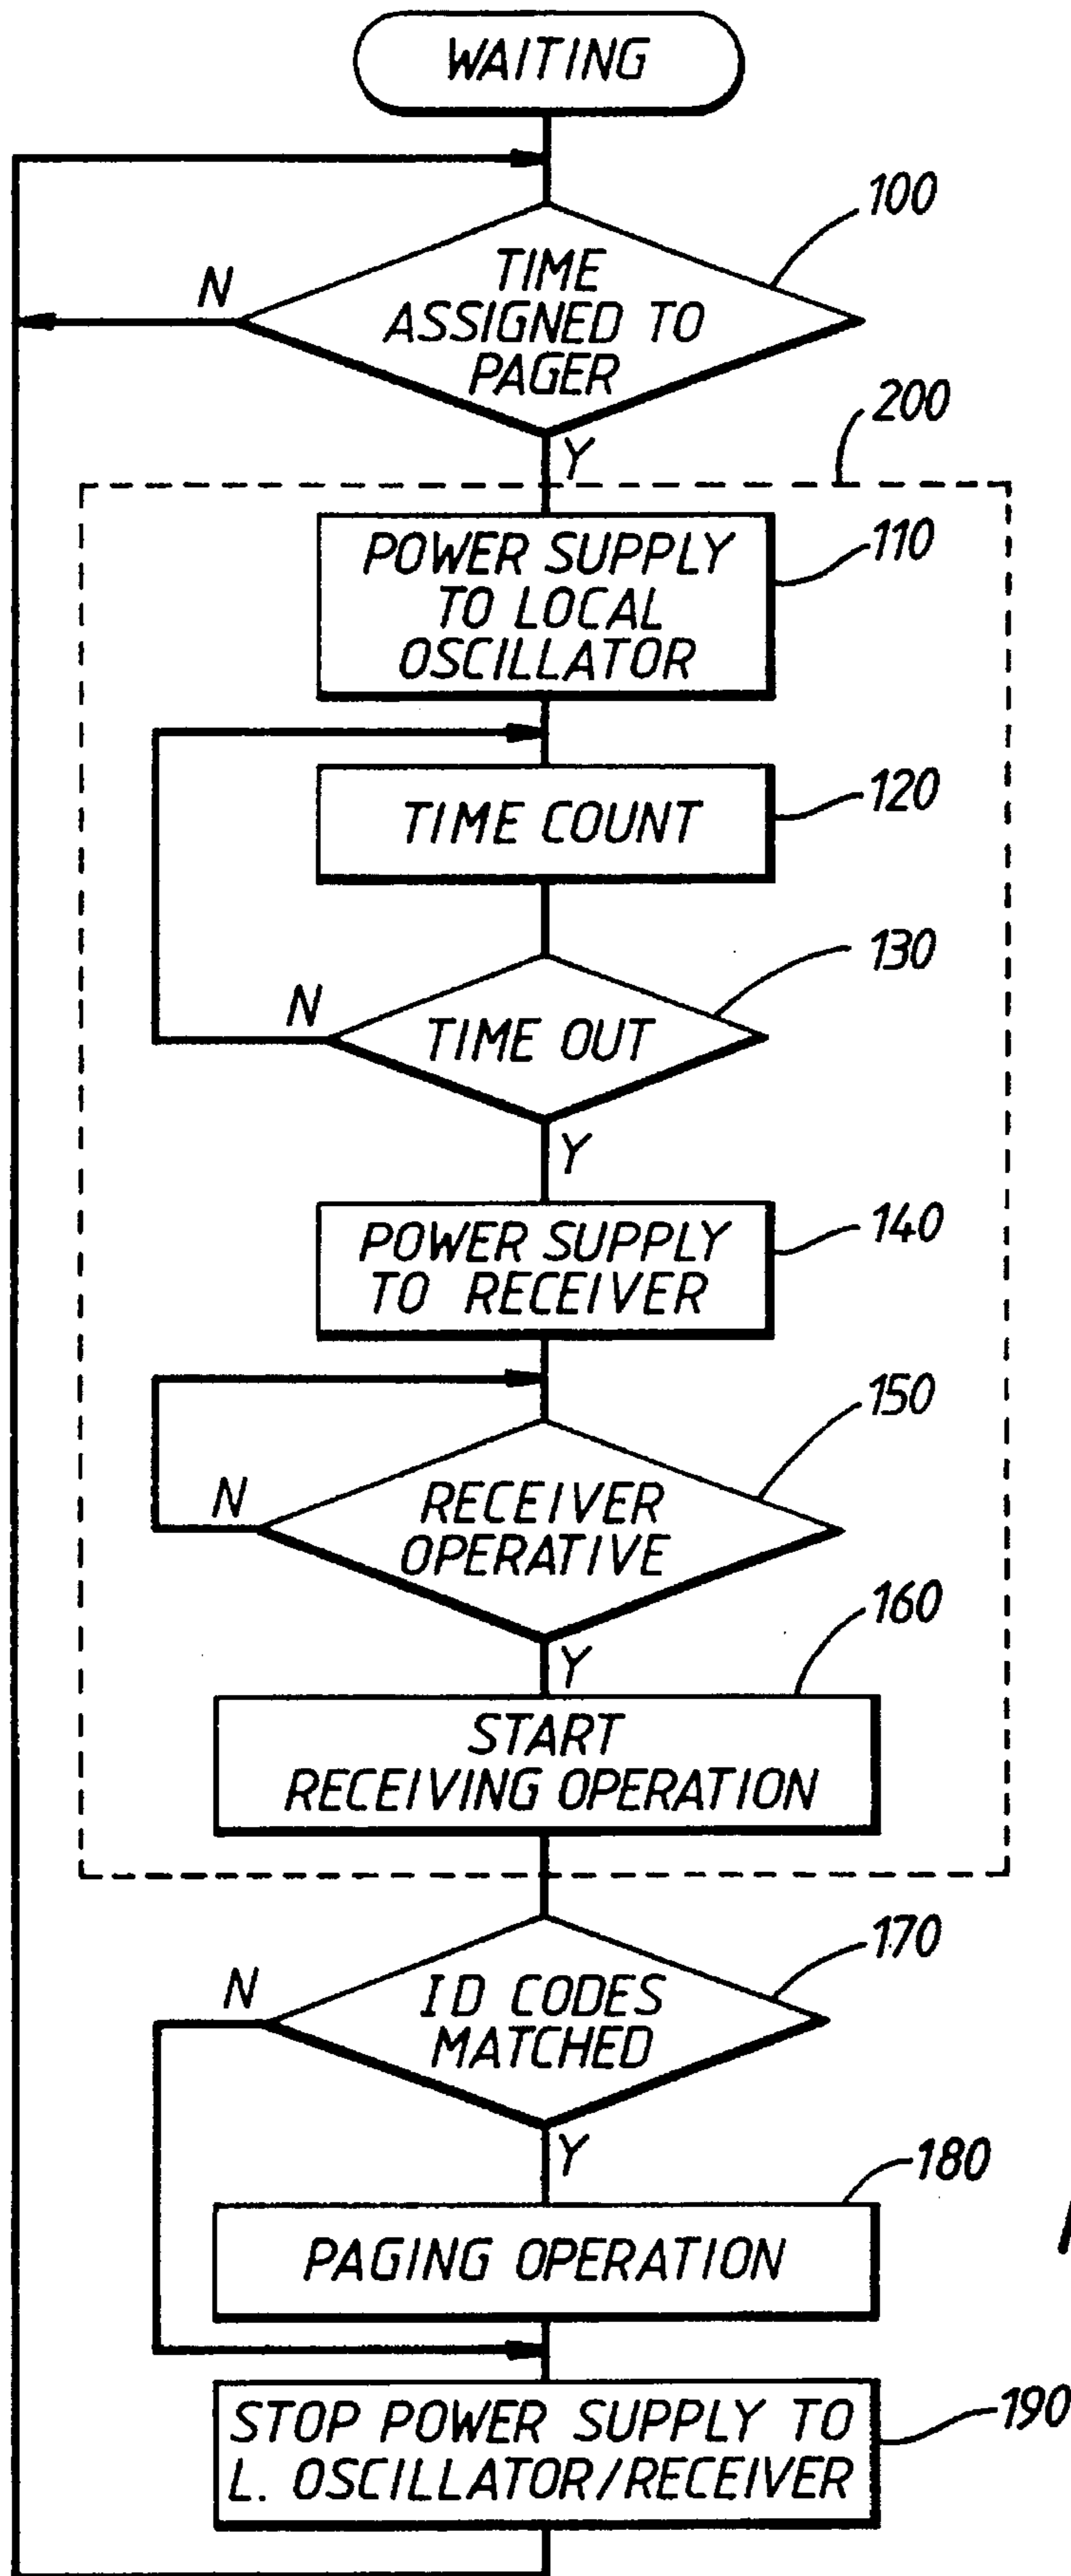 WAITING
100
N
TIME
ASSIGNED TO
PAGER
200
Y
POWER SUPPLY
TO LOCAL
OSCILLATOR
110
TIME COUNT
120
130
N
TIME OUT
Y
POWER SUPPLY
TO RECEIVER
140
150
N
RECEIVER
OPERATIVE
160
Y
START
RECEIVING OPERATION
170
N
ID CODES
MATCHED
Y
180
PAGING OPERATION
STOP POWER SUPPLY TO
L. OSCILLATOR/RECEIVER
190